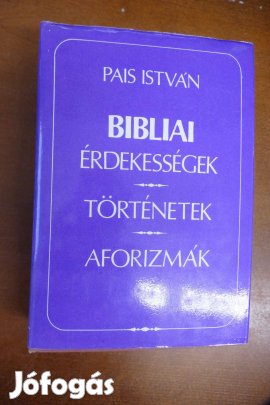 PAIS ISTVÁN
BIBLIAI
ÉRDEKESSÉGEK
TÖRTÉNETEK
AFORIZMÁK
Jófogás